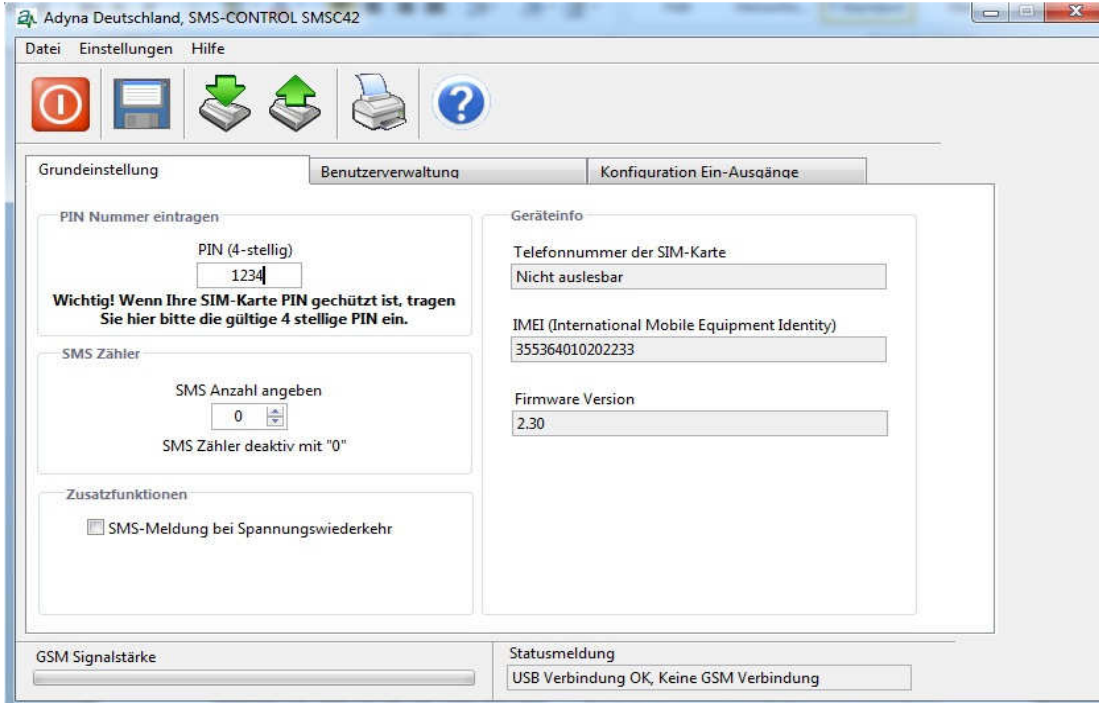 Adyna Deutschland, SMS-CONTROL SMSC42
Datei Einstellungen Hilfe
Grundeinstellung Benutzerverwaltung Konfiguration Ein-Ausgänge
PIN Nummer eintragen
PIN (4-stellig)
1234
Wichtig! Wenn Ihre SIM-Karte PIN gechützt ist, tragen
Sie hier bitte die gültige 4 stellige PIN ein.
SMS Zähler
SMS Anzahl angeben
0
SMS Zähler deaktiv mit "0"
Zusatzfunktionen
SMS-Meldung bei Spannungswiederkehr
Geräteinfo
Telefonnummer der SIM-Karte
Nicht auslesbar
IMEI (International Mobile Equipment Identity)
355364010202233
Firmware Version
2.30
GSM Signalstärke
Statusmeldung
USB Verbindung OK, Keine GSM Verbindung